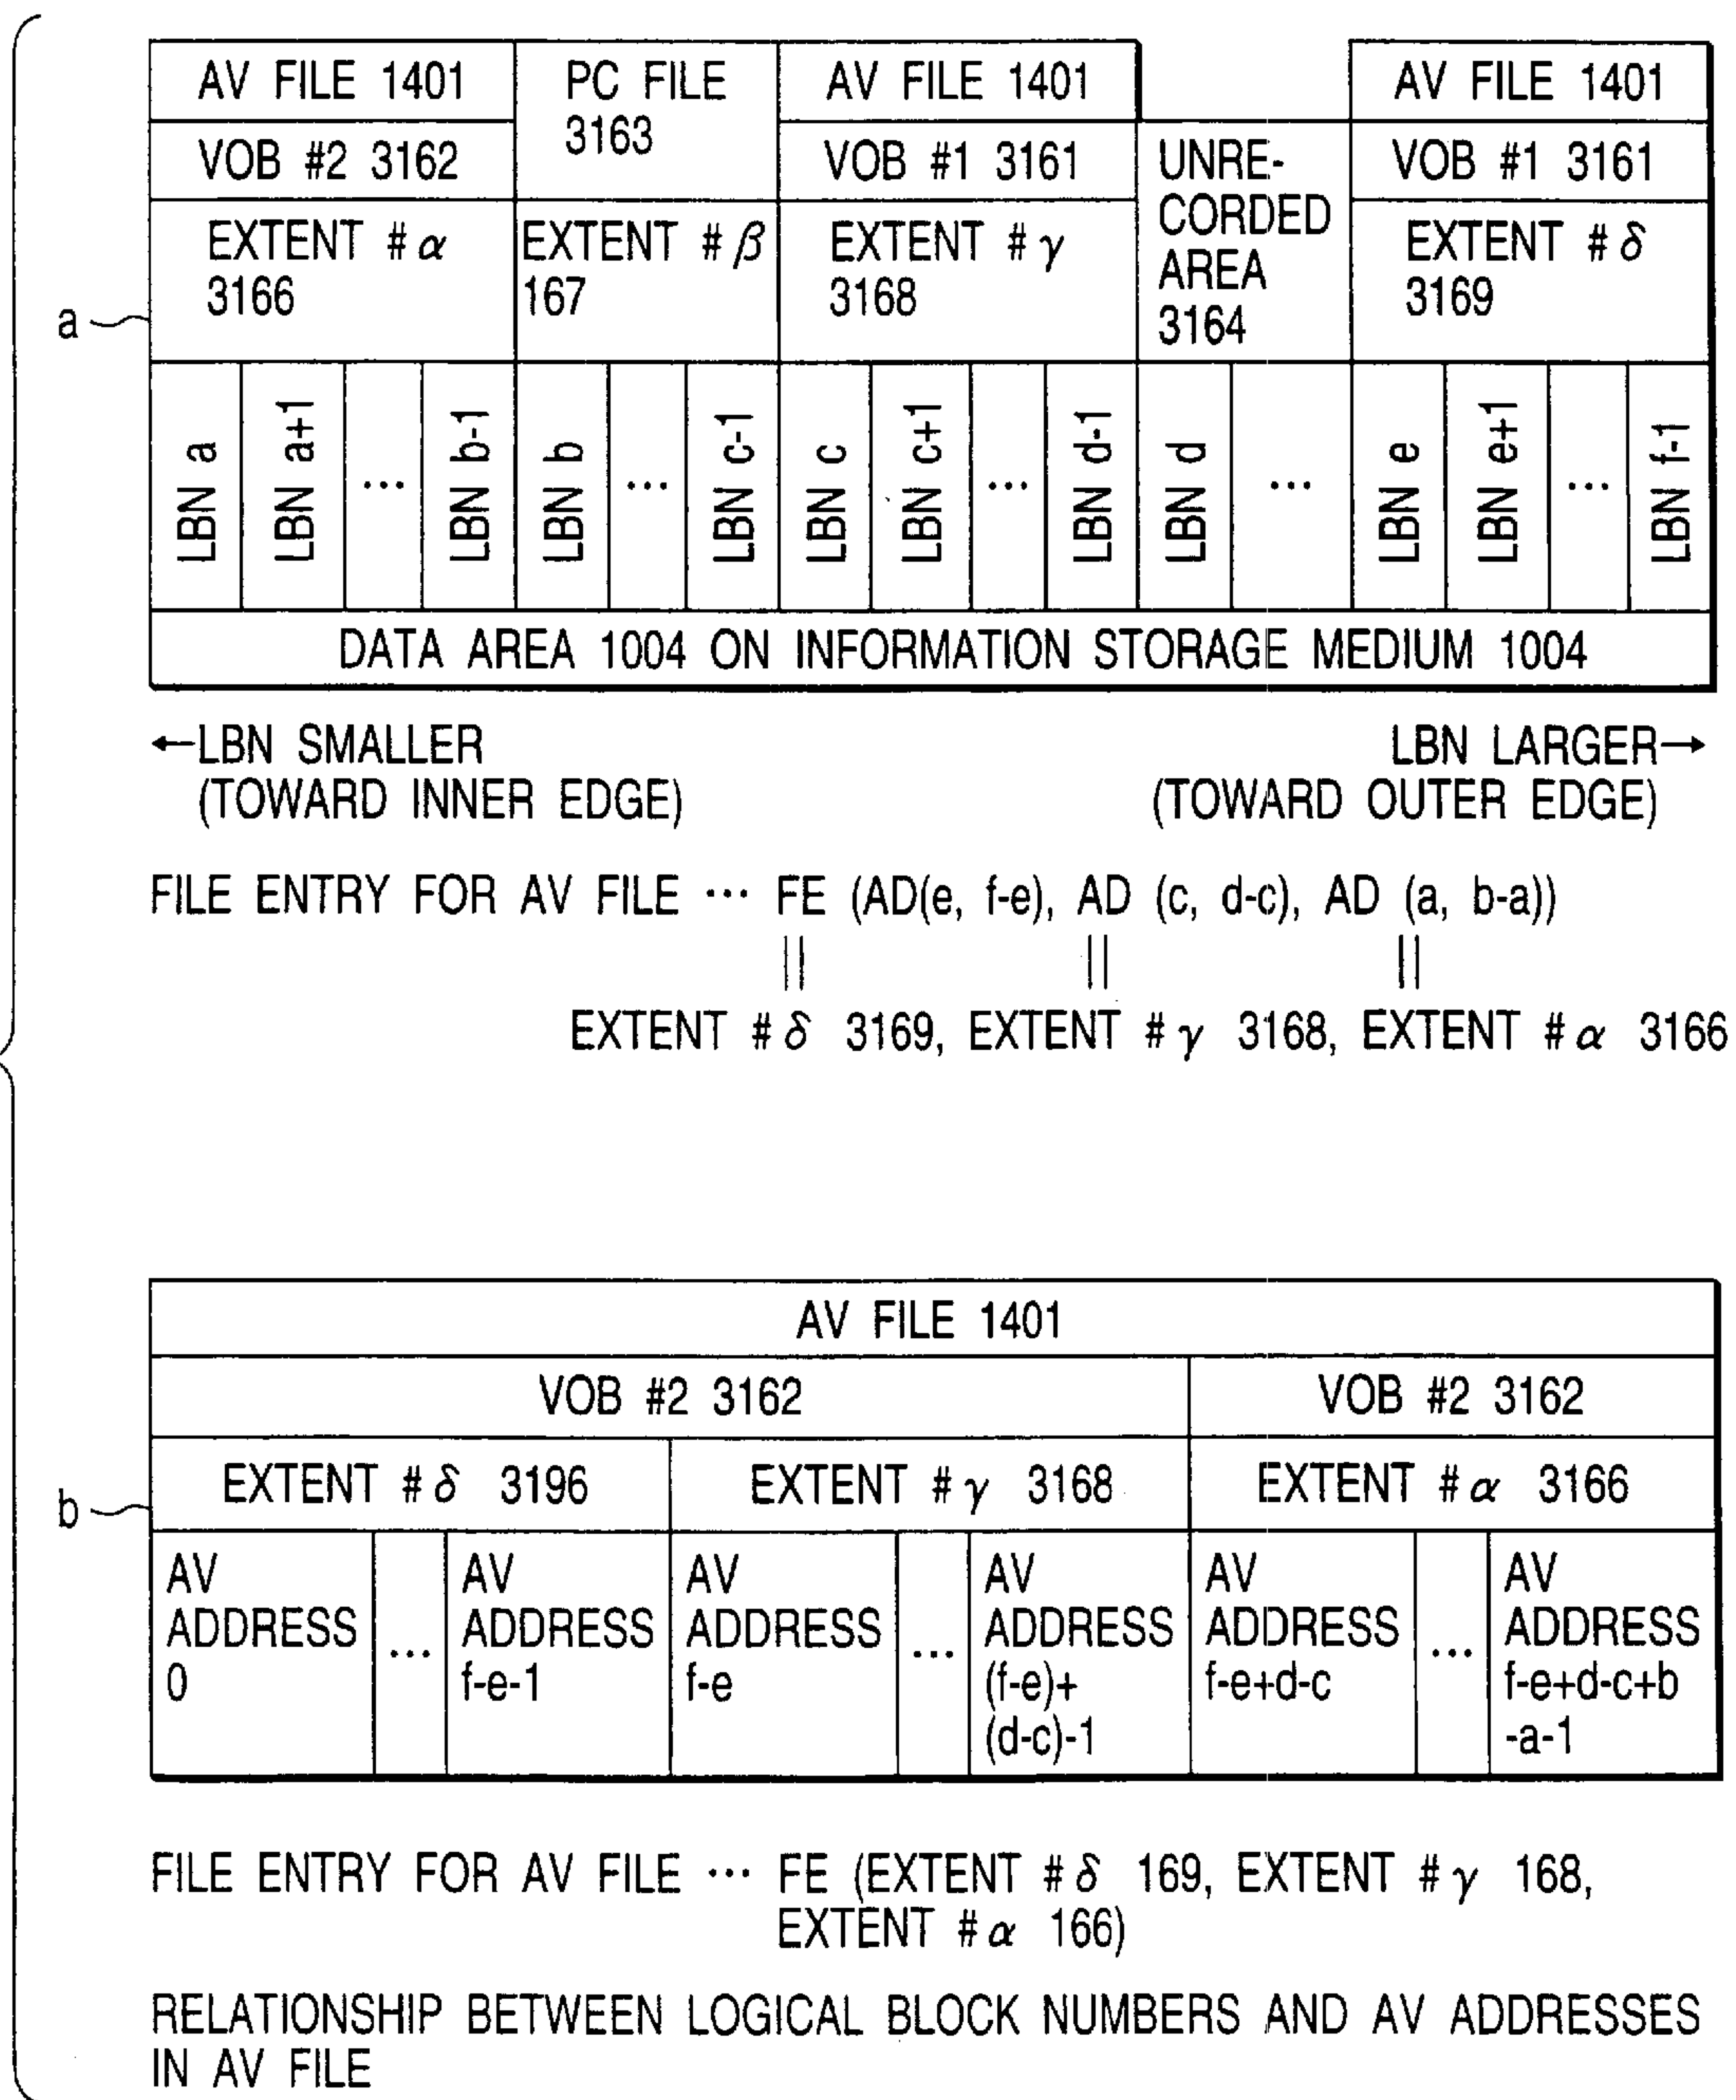 AV FILE 1401
PC FILE
3163
AV FILE 1401
AV FILE 1401
VOB #2 3162
VOB #1 3161
UNRE-
CORDED
AREA
3164
VOB #1 3161
EXTENT #α
3166
EXTENT #β
167
EXTENT #γ
3168
EXTENT #δ
3169
a
LBN a
LBN a+1
...
LBN b-1
LBN b
...
LBN c-1
LBN c
LBN c+1
...
LBN d-1
LBN d
...
LBN e
LBN e+1
...
LBN f-1
DATA AREA 1004 ON INFORMATION STORAGE MEDIUM 1004
←LBN SMALLER
(TOWARD INNER EDGE)
LBN LARGER→
(TOWARD OUTER EDGE)
FILE ENTRY FOR AV FILE ... FE (AD(e, f-e), AD (c, d-c), AD (a, b-a))
|| || ||
EXTENT #δ 3169, EXTENT #γ 3168, EXTENT #α 3166
AV FILE 1401
VOB #2 3162
VOB #2 3162
EXTENT #δ 3196
EXTENT #γ 3168
EXTENT #α 3166
b
AV
ADDRESS
0
...
AV
ADDRESS
f-e-1
AV
ADDRESS
f-e
...
AV
ADDRESS
(f-e)+
(d-c)-1
AV
ADDRESS
f-e+d-c
...
AV
ADDRESS
f-e+d-c+b
-a-1
FILE ENTRY FOR AV FILE ... FE (EXTENT #δ 169, EXTENT #γ 168,
EXTENT #α 166)
RELATIONSHIP BETWEEN LOGICAL BLOCK NUMBERS AND AV ADDRESSES
IN AV FILE